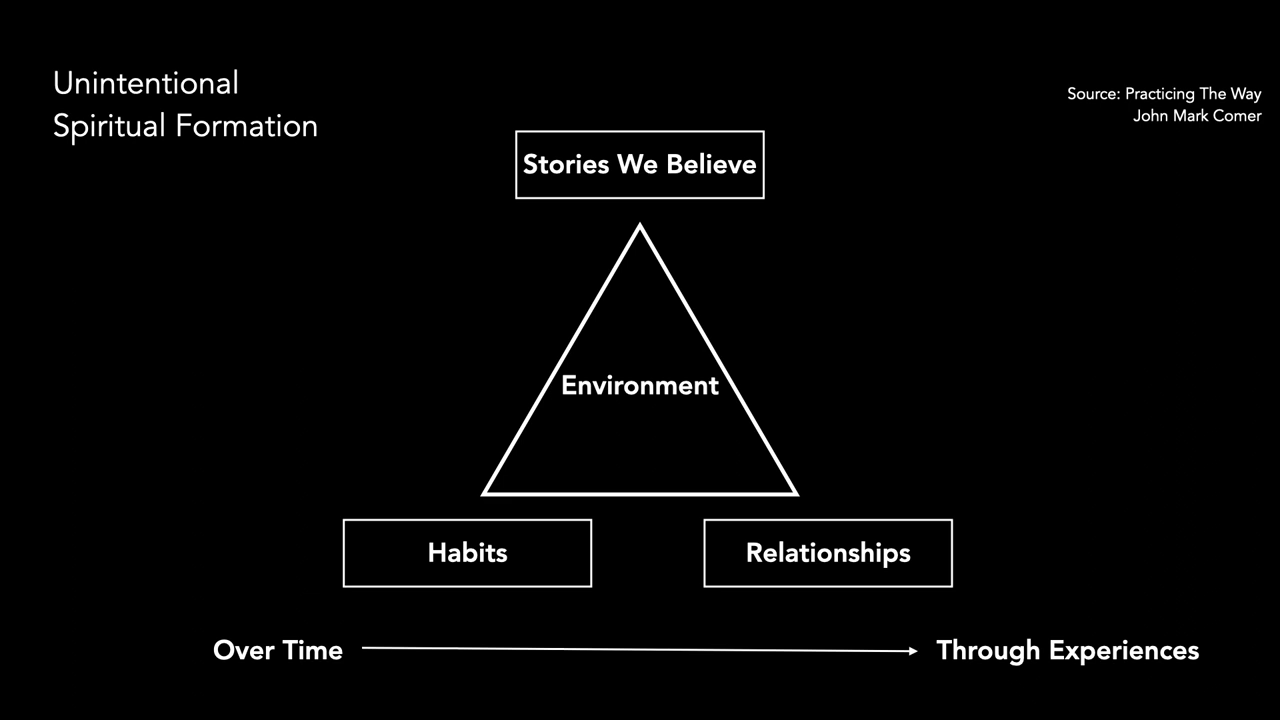 Unintentional
Spiritual Formation
Source: Practicing The Way
John Mark Comer
Stories We Believe
Environment
Habits
Relationships
Over Time
Through Experiences